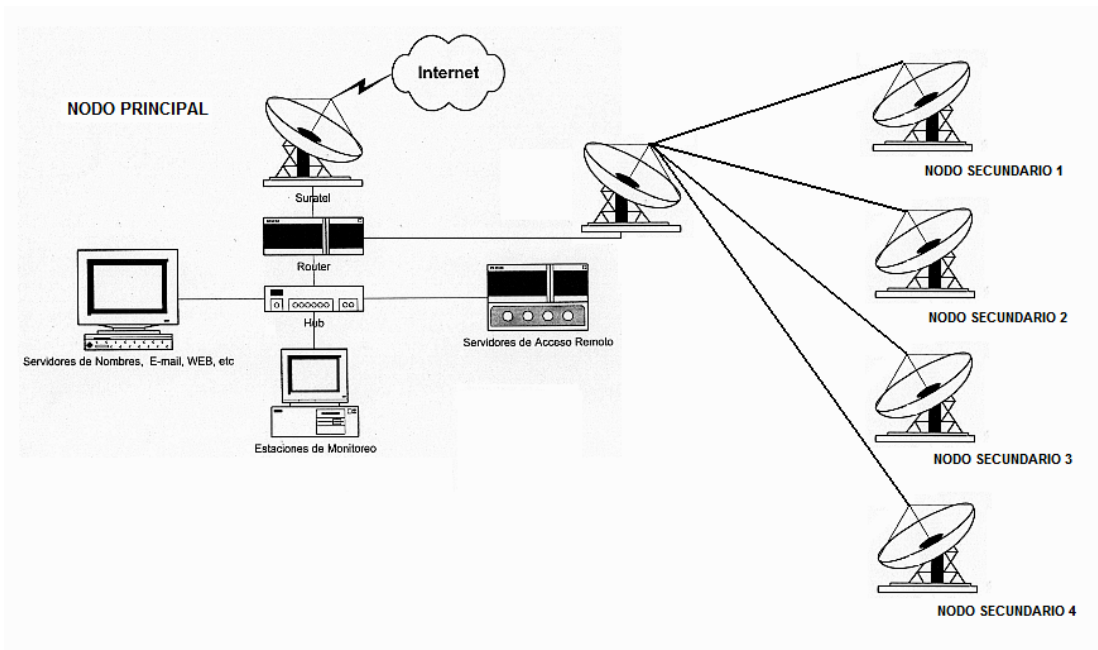 Internet
NODO PRINCIPAL
Suratel
Router
Hub
Servidores de Nombres, E-mail, WEB, etc
Servidores de Acceso Remoto
Estaciones de Monitoreo
NODO SECUNDARIO 1
NODO SECUNDARIO 2
NODO SECUNDARIO 3
NODO SECUNDARIO 4